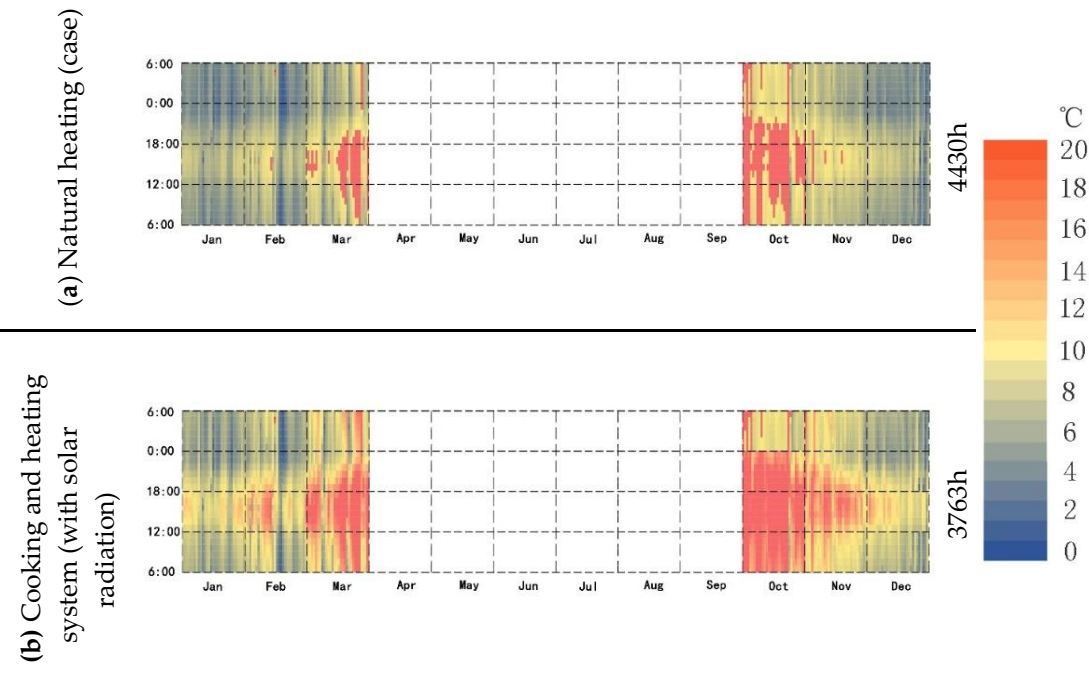 (a) Natural heating (case)
6:00
0:00
18:00
12:00
6:00
Jan Feb Mar Apr May Jun Jul Aug Sep Oct Nov Dec
4430h
(b) Cooking and heating
system (with solar
radiation)
6:00
0:00
18:00
12:00
6:00
Jan Feb Mar Apr May Jun Jul Aug Sep Oct Nov Dec
3763h
℃
20
18
16
14
12
10
8
6
4
2
0